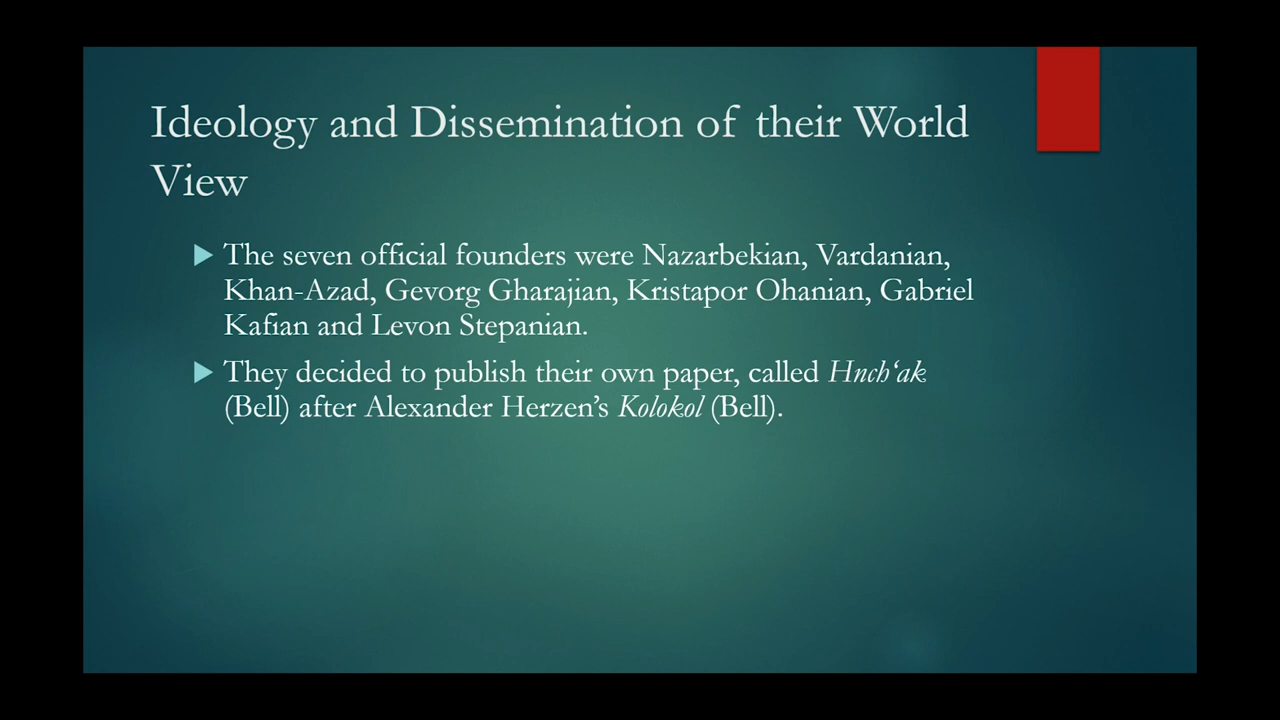 Ideology and Dissemination of their World
View
The seven official founders were Nazarbekian, Vardanian,
Khan-Azad, Gevorg Gharajian, Kristapor Ohanian, Gabriel
Kafian and Levon Stepanian.
They decided to publish their own paper, called Hnch‘ak
(Bell) after Alexander Herzen’s Kolokol (Bell).